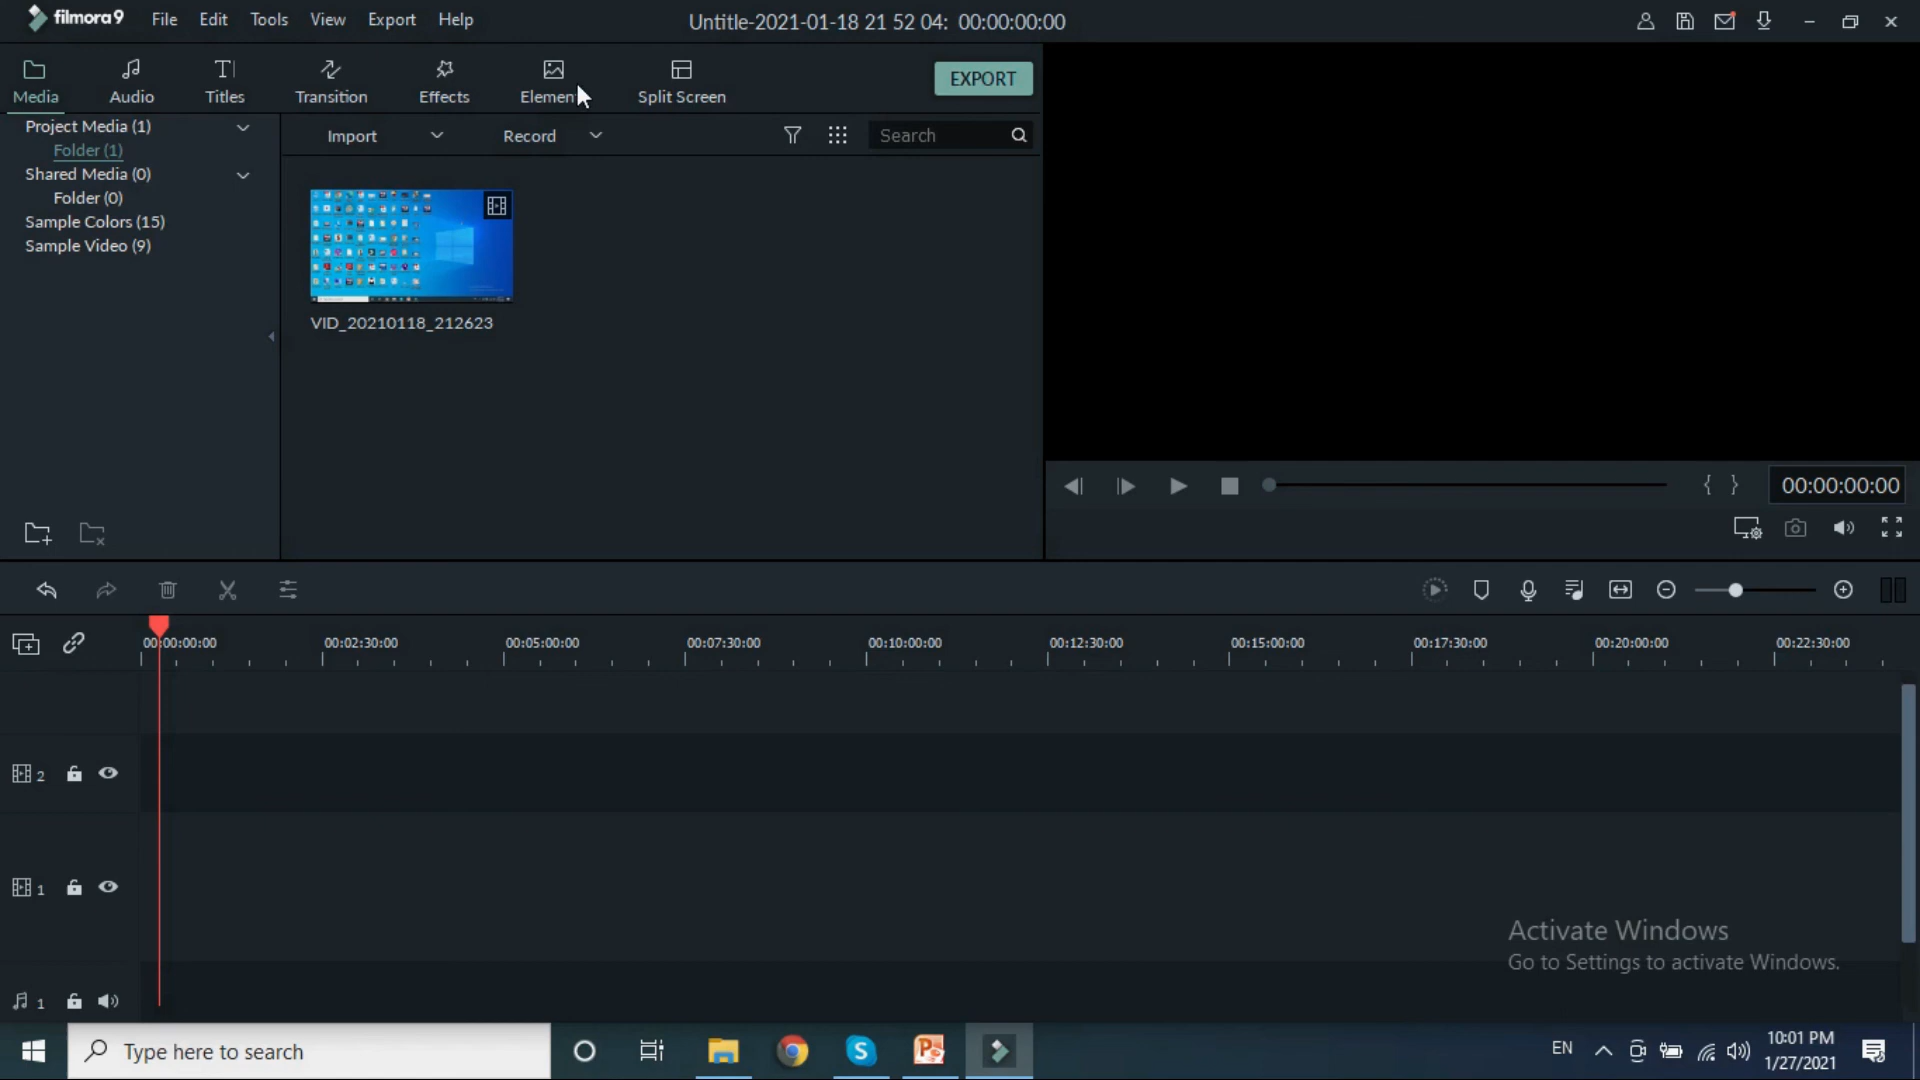 filmora9 File Edit Tools View Export Help Untitle-2021-01-18 21 52 04: 00:00:00:00
Media Audio Titles Transition Effects Element Split Screen EXPORT
Project Media (1)
Folder (1)
Shared Media (0)
Folder (0)
Sample Colors (15)
Sample Video (9)
Import Record Search
VID_20210118_212623
{ } 00:00:00:00
00:00:00:00 00:02:30:00 00:05:00:00 00:07:30:00 00:10:00:00 00:12:30:00 00:15:00:00 00:17:30:00 00:20:00:00 00:22:30:00
2
1
1
Activate Windows
Go to Settings to activate Windows.
Type here to search
EN
10:01 PM
1/27/2021